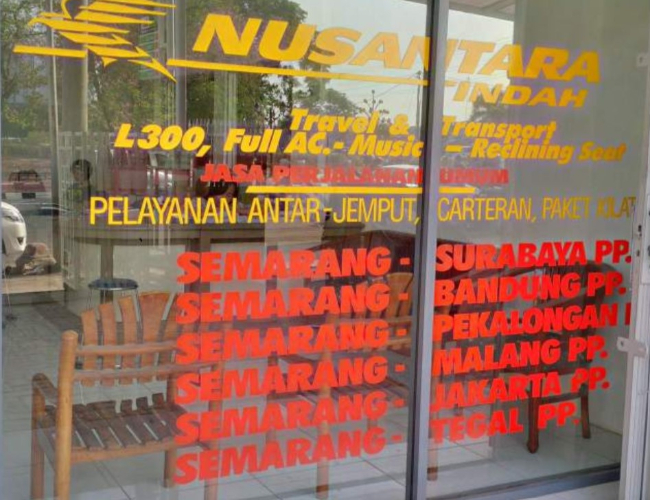 NUSANTARA
INDAH
Travel & Transport
L300, Full AC.- Music - Reclining Seat
JASA PERJALANAN UMUM
PELAYANAN ANTAR-JEMPUT, CARTERAN, PAKET KILAT
SEMARANG - SURABAYA PP.
SEMARANG - BANDUNG PP.
SEMARANG - PEKALONGAN
SEMARANG - MALANG PP.
SEMARANG - JAKARTA PP.
SEMARANG - TEGAL PP.